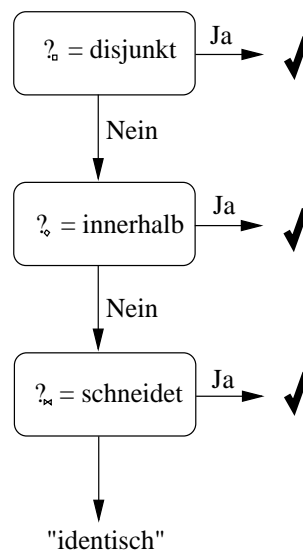 ?□ = disjunkt
Ja
Nein
?◇ = innerhalb
Ja
Nein
?⋈ = schneidet
Ja
"identisch"